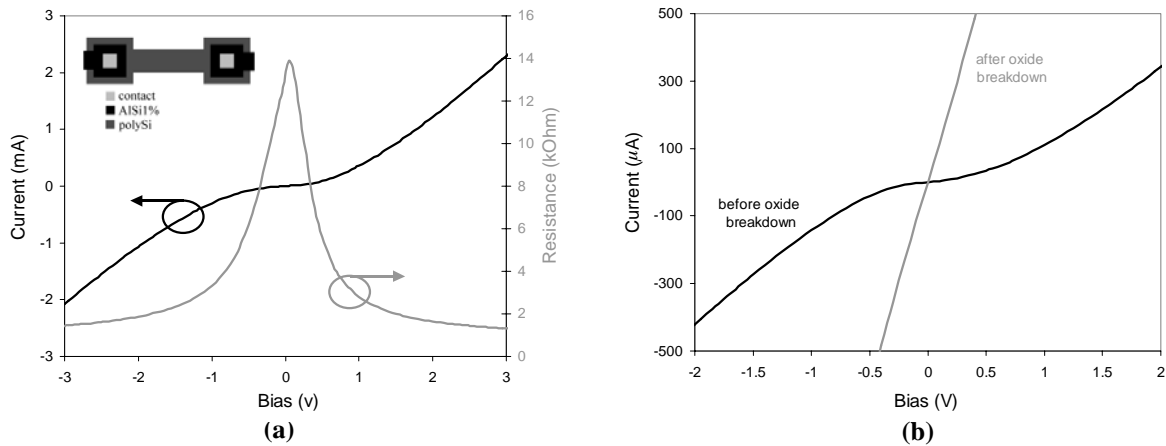 3
2
1
0
-1
-2
-3
Current (mA)
16
14
12
10
8
6
4
2
0
Resistance (kOhm)
contact
AlSi1%
polySi
-3
-2
-1
0
1
2
3
Bias (v)
(a)
500
300
100
-100
-300
-500
Current (µA)
after oxide
breakdown
before oxide
breakdown
-2
-1.5
-1
-0.5
0
0.5
1
1.5
2
Bias (V)
(b)